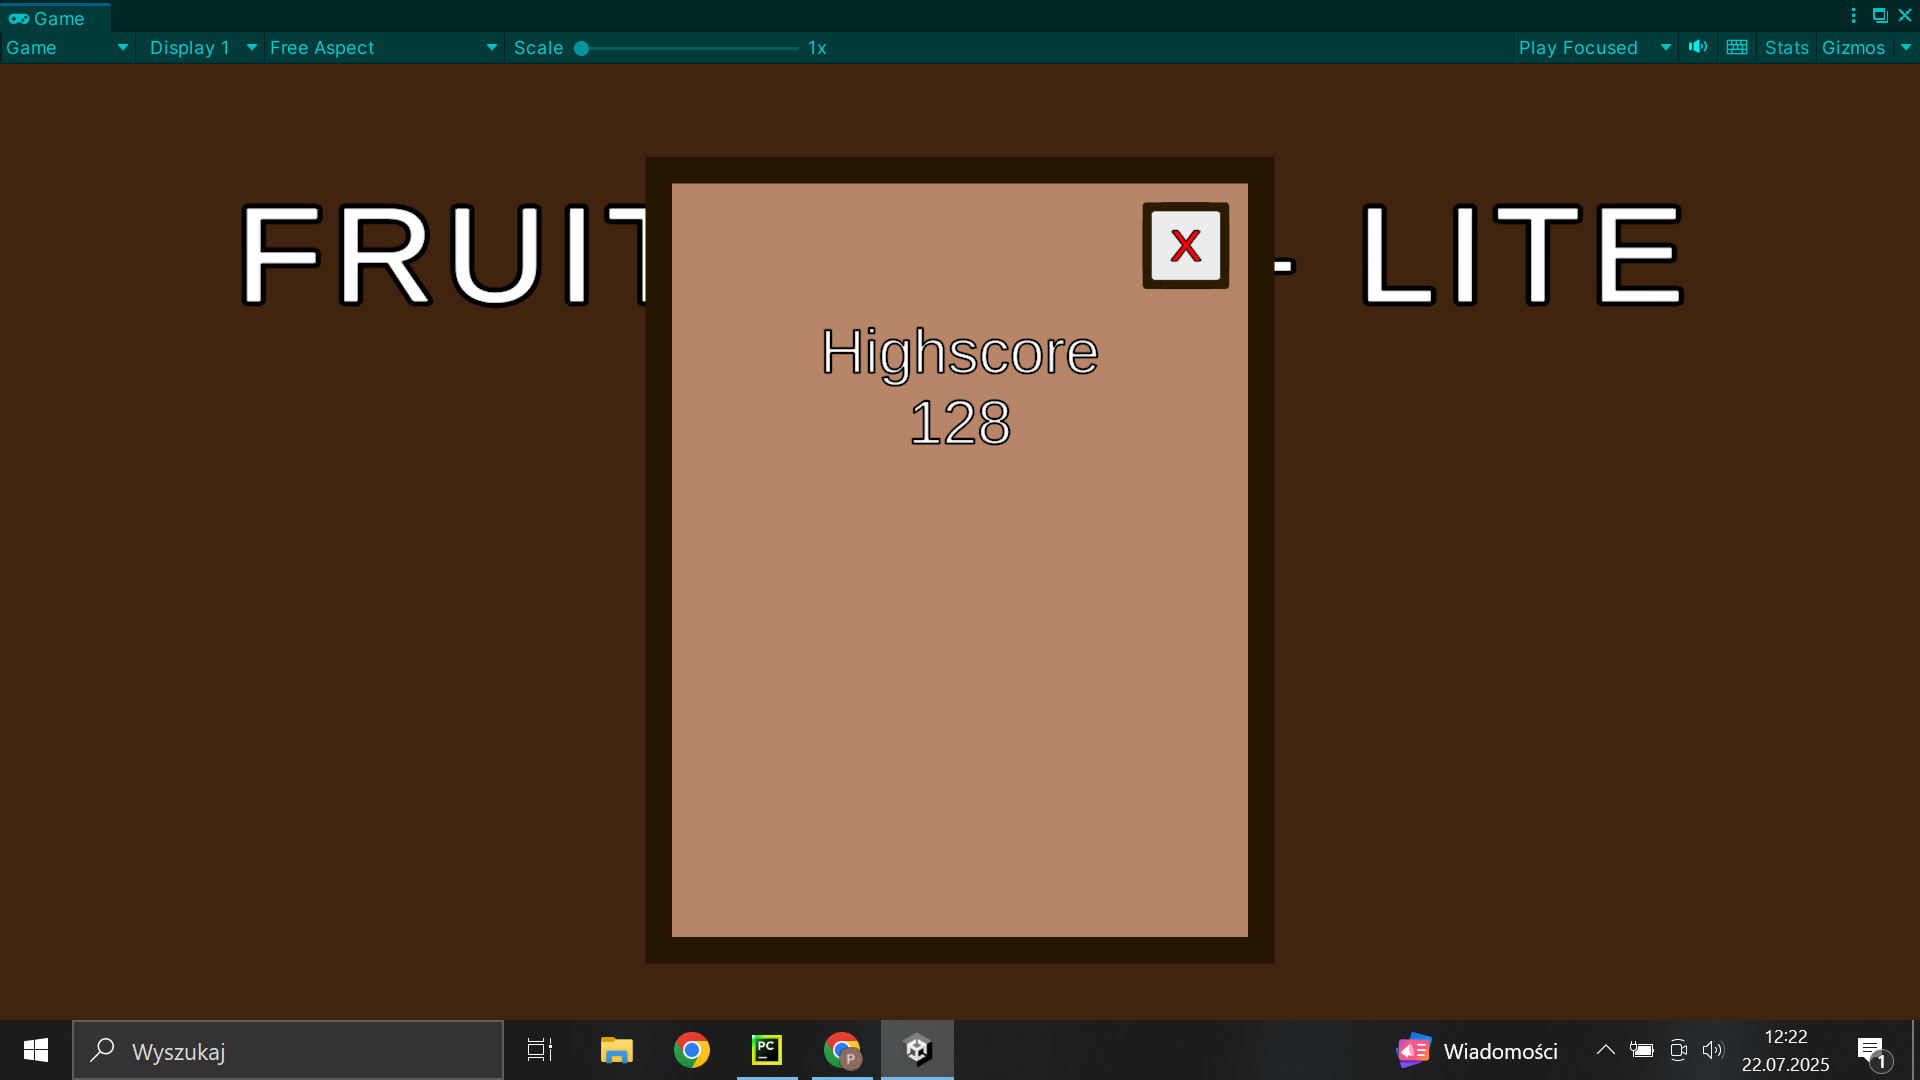 Game
Game Display 1 Free Aspect Scale 1x Play Focused Stats Gizmos
FRUIT - LITE
X
Highscore
128
Wyszukaj
PC
P
Wiadomości
12:22
22.07.2025
1